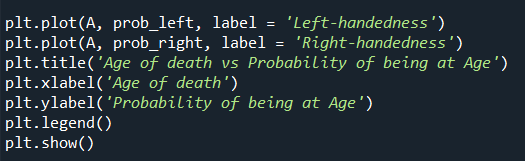 plt.plot(A, prob_left, label = 'Left-handedness')
plt.plot(A, prob_right, label = 'Right-handedness')
plt.title('Age of death vs Probability of being at Age')
plt.xlabel('Age of death')
plt.ylabel('Probability of being at Age')
plt.legend()
plt.show()